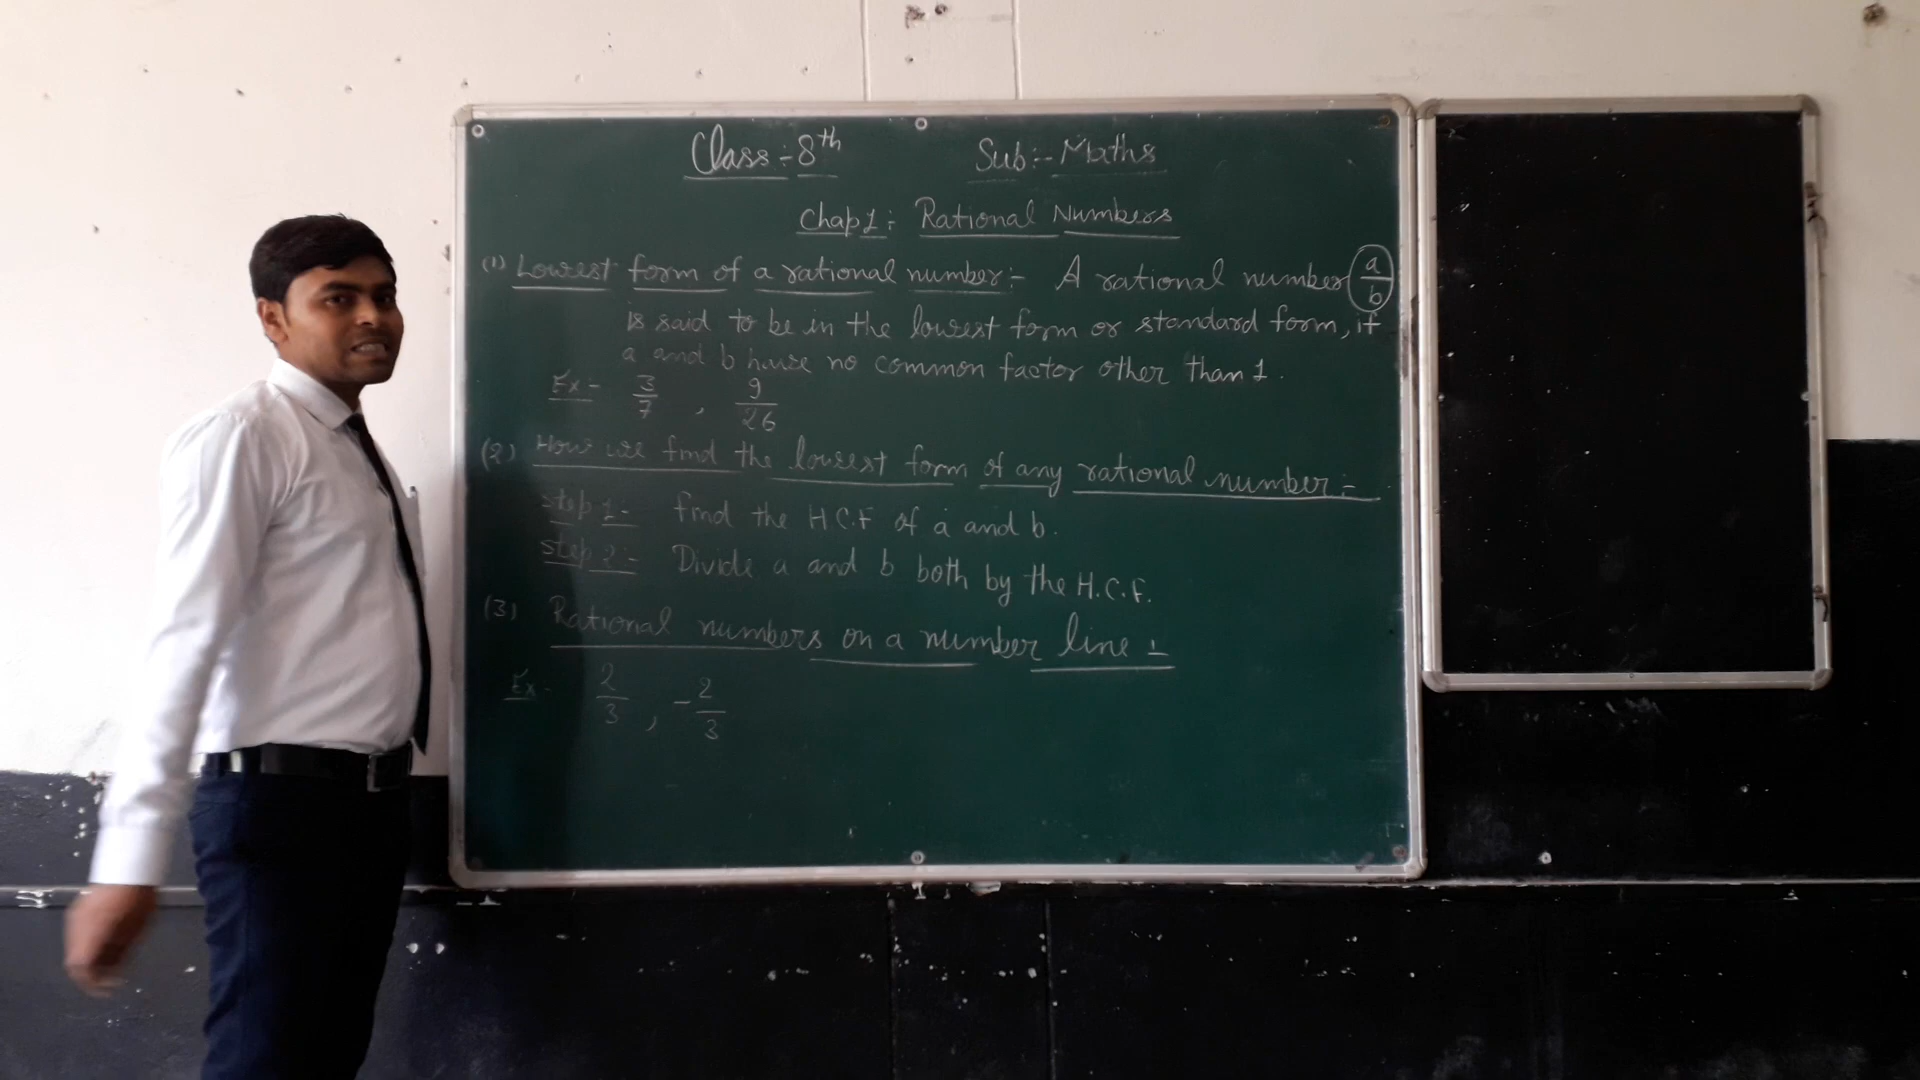 Class :- 8th Sub:- Maths
Chap 1: Rational Numbers
(1) Lowest form of a rational number:- A rational number a/b
is said to be in the lowest form or standard form, if
a and b have no common factor other than 1.
Ex- 3/7 , 9/26
(2) How we find the lowest form of any rational number:-
Step 1- find the H.C.F of a and b.
Step 2:- Divide a and b both by the H.C.F.
(3) Rational numbers on a number line :-
Ex- 2/3 , -2/3